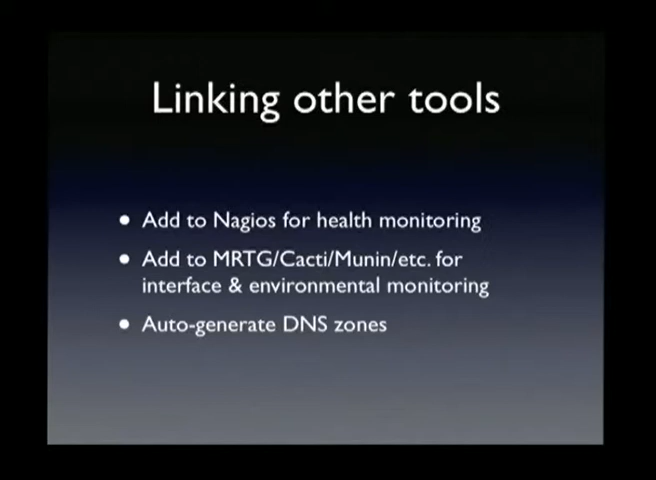 Linking other tools
• Add to Nagios for health monitoring
• Add to MRTG/Cacti/Munin/etc. for
interface & environmental monitoring
• Auto-generate DNS zones